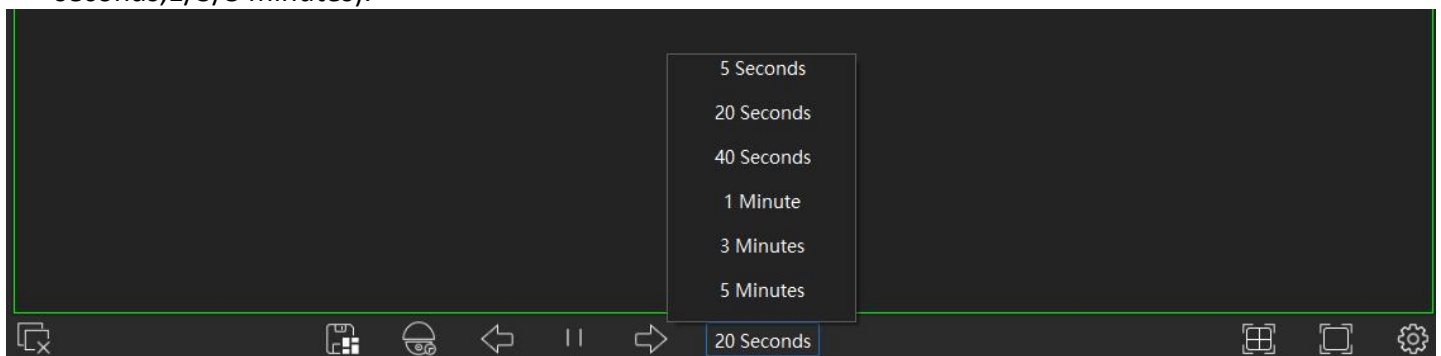 5 Seconds
20 Seconds
40 Seconds
1 Minute
3 Minutes
5 Minutes
20 Seconds